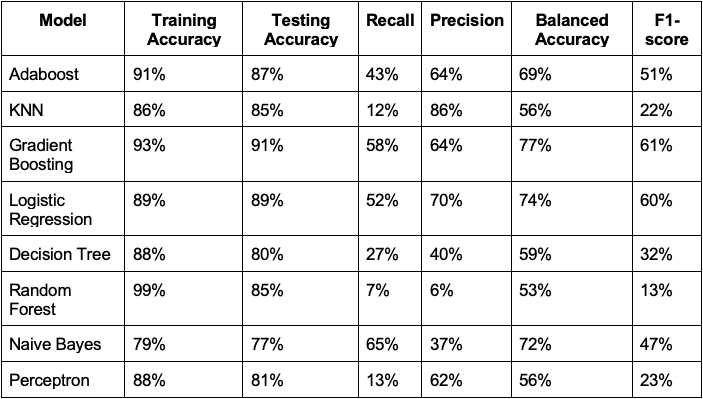 Model Training Accuracy Testing Accuracy Recall Precision Balanced Accuracy F1-score
Adaboost 91% 87% 43% 64% 69% 51%
KNN 86% 85% 12% 86% 56% 22%
Gradient Boosting 93% 91% 58% 64% 77% 61%
Logistic Regression 89% 89% 52% 70% 74% 60%
Decision Tree 88% 80% 27% 40% 59% 32%
Random Forest 99% 85% 7% 6% 53% 13%
Naive Bayes 79% 77% 65% 37% 72% 47%
Perceptron 88% 81% 13% 62% 56% 23%